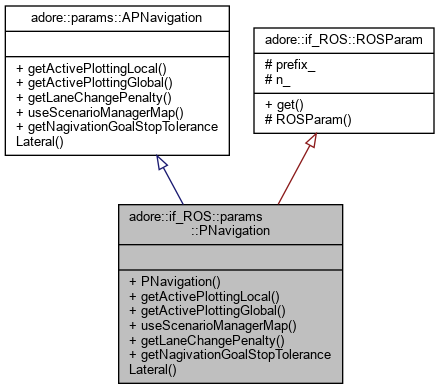 adore::params::APNavigation
+ getActivePlottingLocal()
+ getActivePlottingGlobal()
+ getLaneChangePenalty()
+ useScenarioManagerMap()
+ getNagivationGoalStopTolerance
Lateral()
adore::if_ROS::ROSParam
# prefix_
# n_
+ get()
# ROSParam()
adore::if_ROS::params
::PNavigation
+ PNavigation()
+ getActivePlottingLocal()
+ getActivePlottingGlobal()
+ useScenarioManagerMap()
+ getLaneChangePenalty()
+ getNagivationGoalStopTolerance
Lateral()